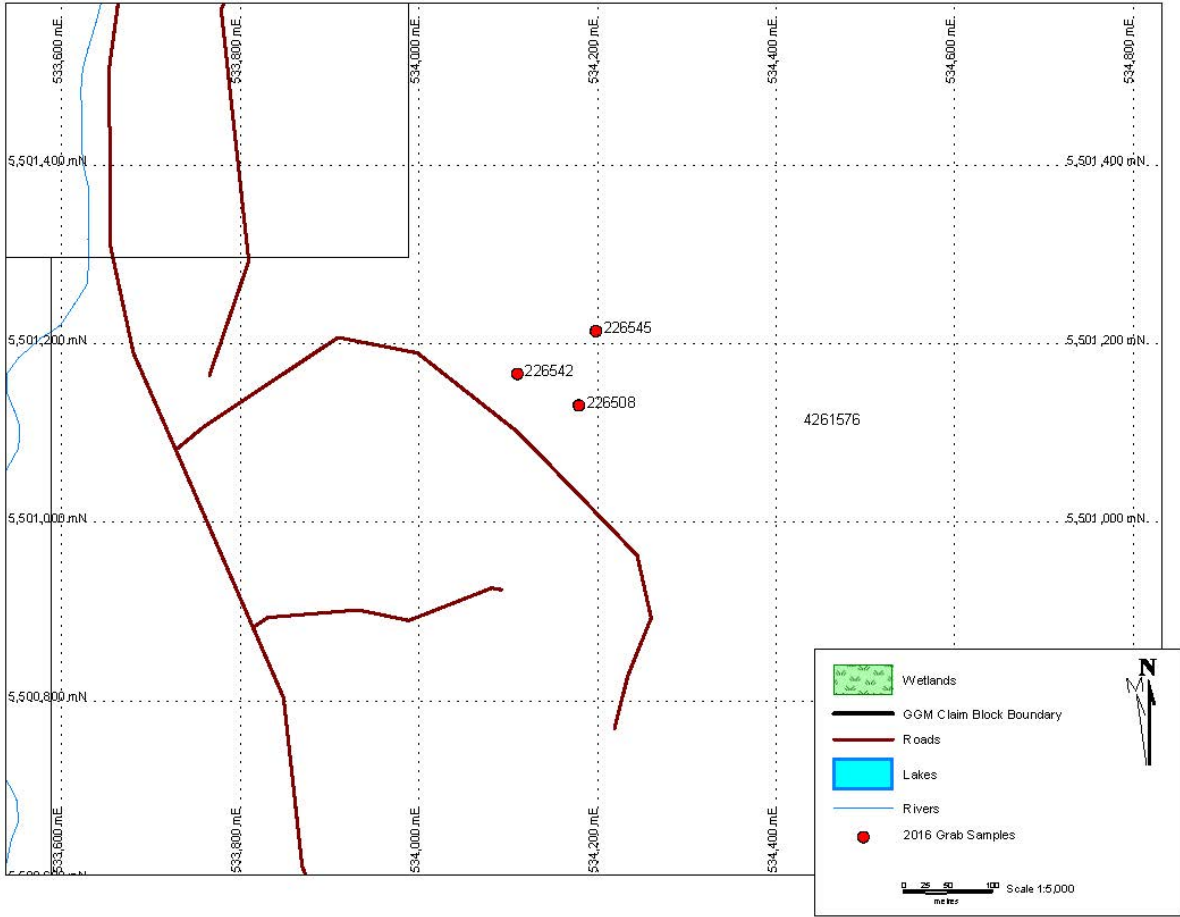 533,600 mE
533,800 mE
534,000 mE
534,200 mE
534,400 mE
534,600 mE
534,800 mE
5,501,400 mN
5,501,400 mN
226545
5,501,200 mN
5,501,200 mN
226542
226508
4261576
5,501,000 mN
5,501,000 mN
5,500,800 mN
533,600 mE
533,800 mE
534,000 mE
534,200 mE
534,400 mE
N
M
Wetlands
GGM Claim Block Boundary
Roads
Lakes
Rivers
2016 Grab Samples
0 25 50 100
metres
Scale 1:5,000